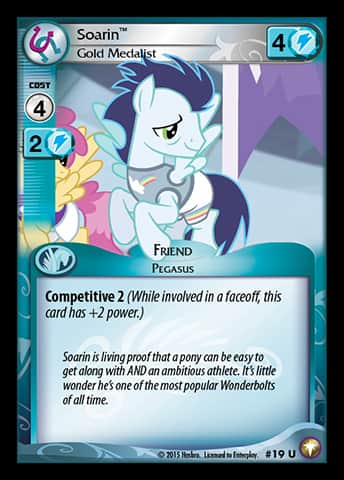 Soarin™
Gold Medalist
4
COST
4
2
FRIEND
PEGASUS
Competitive 2 (While involved in a faceoff, this
card has +2 power.)
Soarin is living proof that a pony can be easy to
get along with AND an ambitious athlete. It's little
wonder he's one of the most popular Wonderbolts
of all time.
© 2015 Hasbro. Licensed to Enterplay.
#19 U